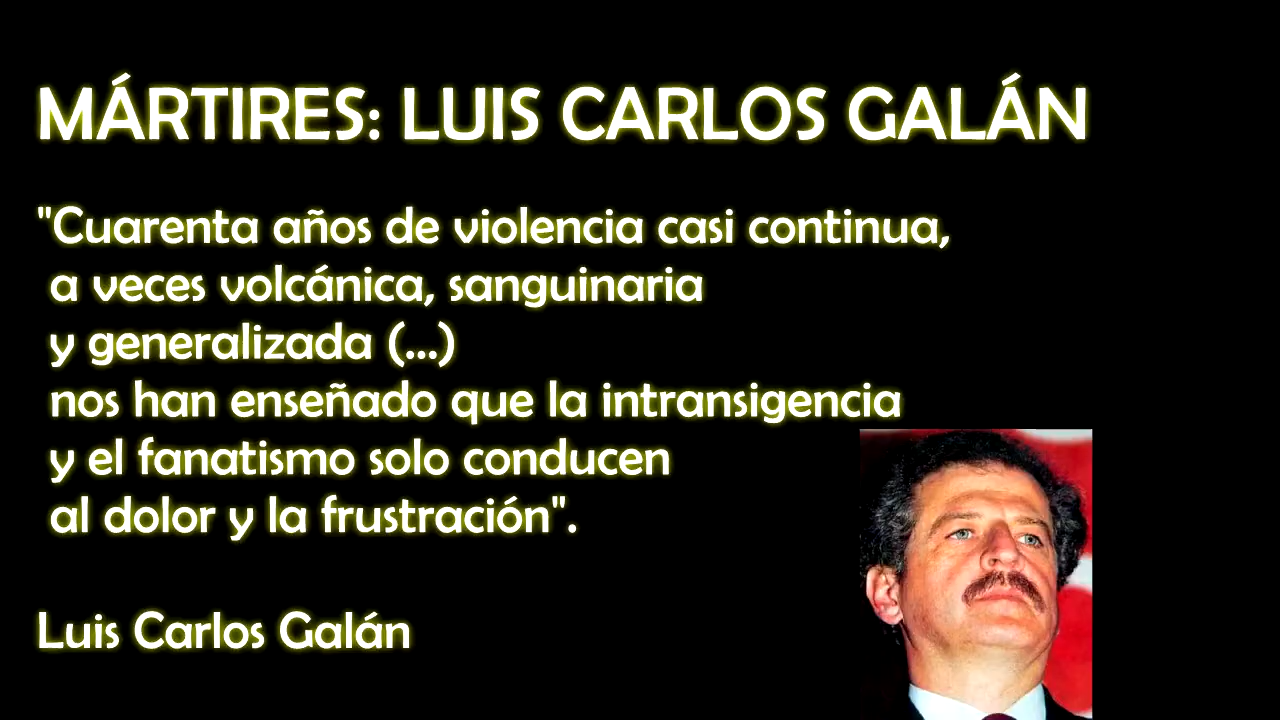 MÁRTIRES: LUIS CARLOS GALÁN
"Cuarenta años de violencia casi continua,
a veces volcánica, sanguinaria
y generalizada (...)
nos han enseñado que la intransigencia
y el fanatismo solo conducen
al dolor y la frustración".
Luis Carlos Galán